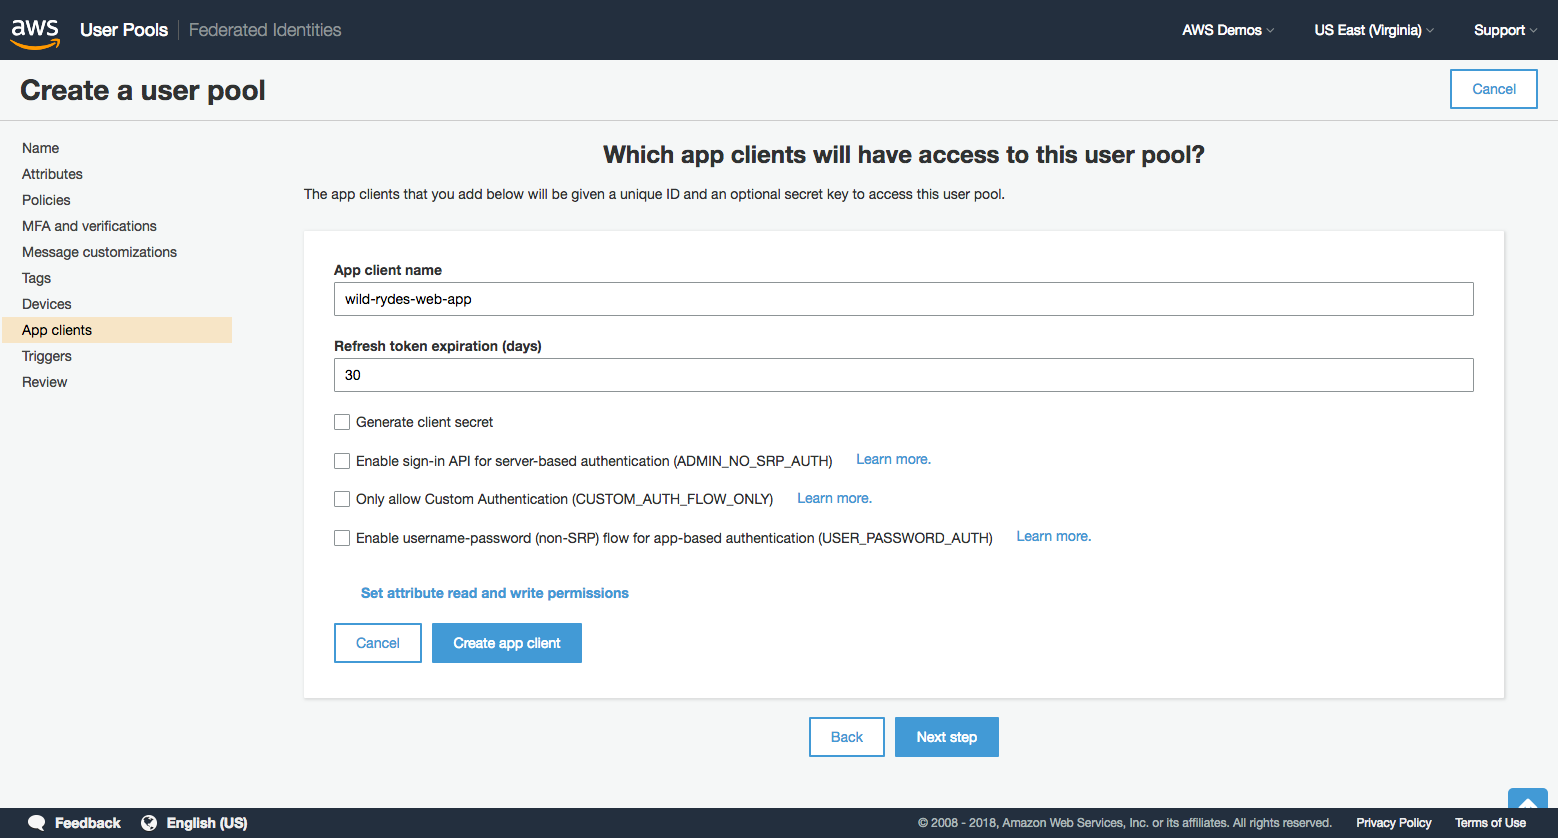 aws User Pools Federated Identities AWS Demos US East (Virginia) Support
Create a user pool Cancel
Name
Attributes
Policies
MFA and verifications
Message customizations
Tags
Devices
App clients
Triggers
Review
Which app clients will have access to this user pool?
The app clients that you add below will be given a unique ID and an optional secret key to access this user pool.
App client name
wild-rydes-web-app
Refresh token expiration (days)
30
Generate client secret
Enable sign-in API for server-based authentication (ADMIN_NO_SRP_AUTH) Learn more.
Only allow Custom Authentication (CUSTOM_AUTH_FLOW_ONLY) Learn more.
Enable username-password (non-SRP) flow for app-based authentication (USER_PASSWORD_AUTH) Learn more.
Set attribute read and write permissions
Cancel Create app client
Back Next step
Feedback English (US) © 2008 - 2018, Amazon Web Services, Inc. or its affiliates. All rights reserved. Privacy Policy Terms of Use